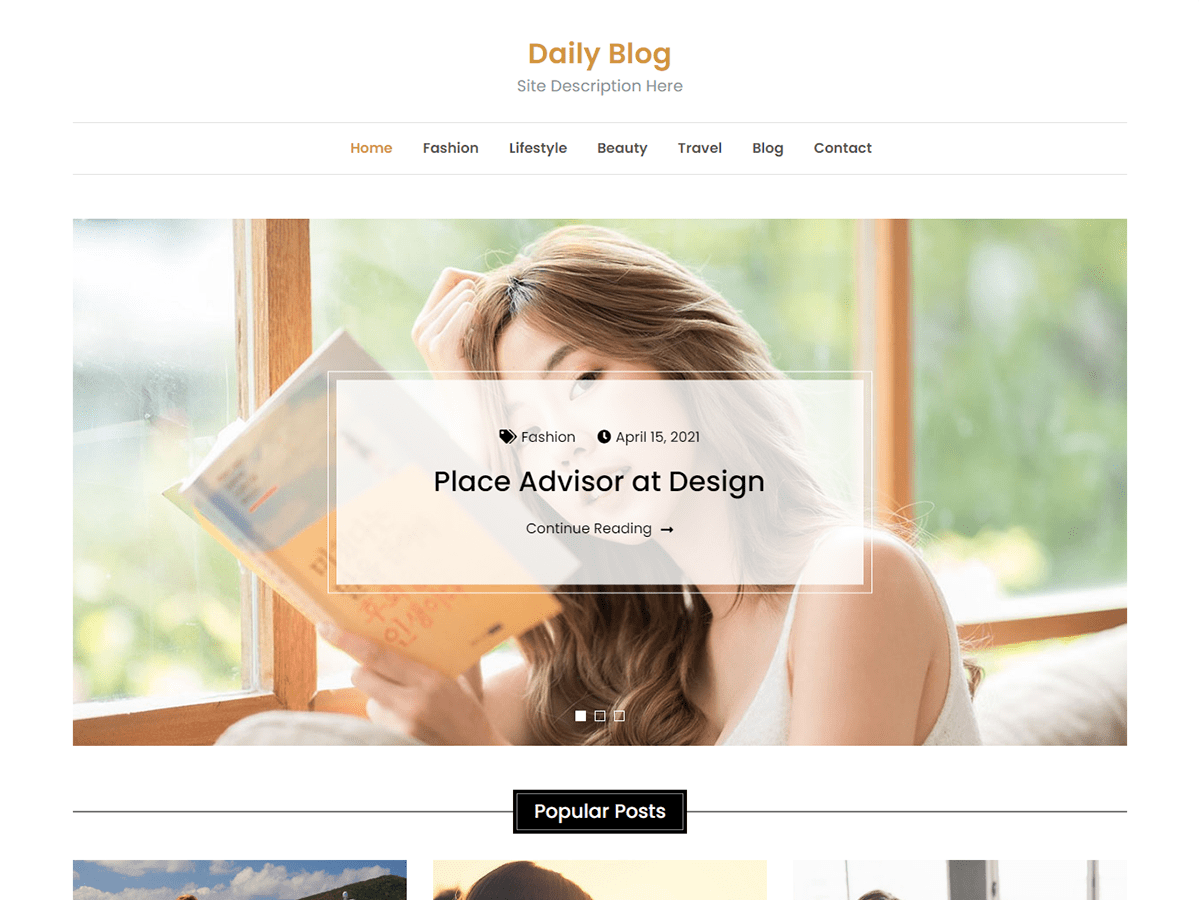 Daily Blog
Site Description Here
Home Fashion Lifestyle Beauty Travel Blog Contact
Fashion April 15, 2021
Place Advisor at Design
Continue Reading →
Popular Posts